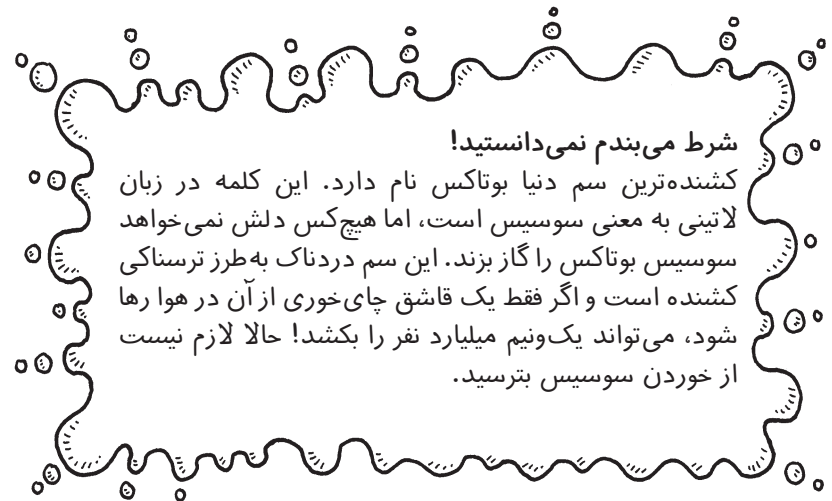 شرط می‌بندم نمی‌دانستید!
کشنده‌ترین سم دنیا بوتاکس نام دارد. این کلمه در زبان
لاتینی به معنی سوسیس است، اما هیچ‌کس دلش نمی‌خواهد
سوسیس بوتاکس را گاز بزند. این سم دردناک به‌طرز ترسناکی
کشنده است و اگر فقط یک قاشق چای‌خوری از آن در هوا رها
شود، می‌تواند یک‌ونیم میلیارد نفر را بکشد! حالا لازم نیست
از خوردن سوسیس بترسید.